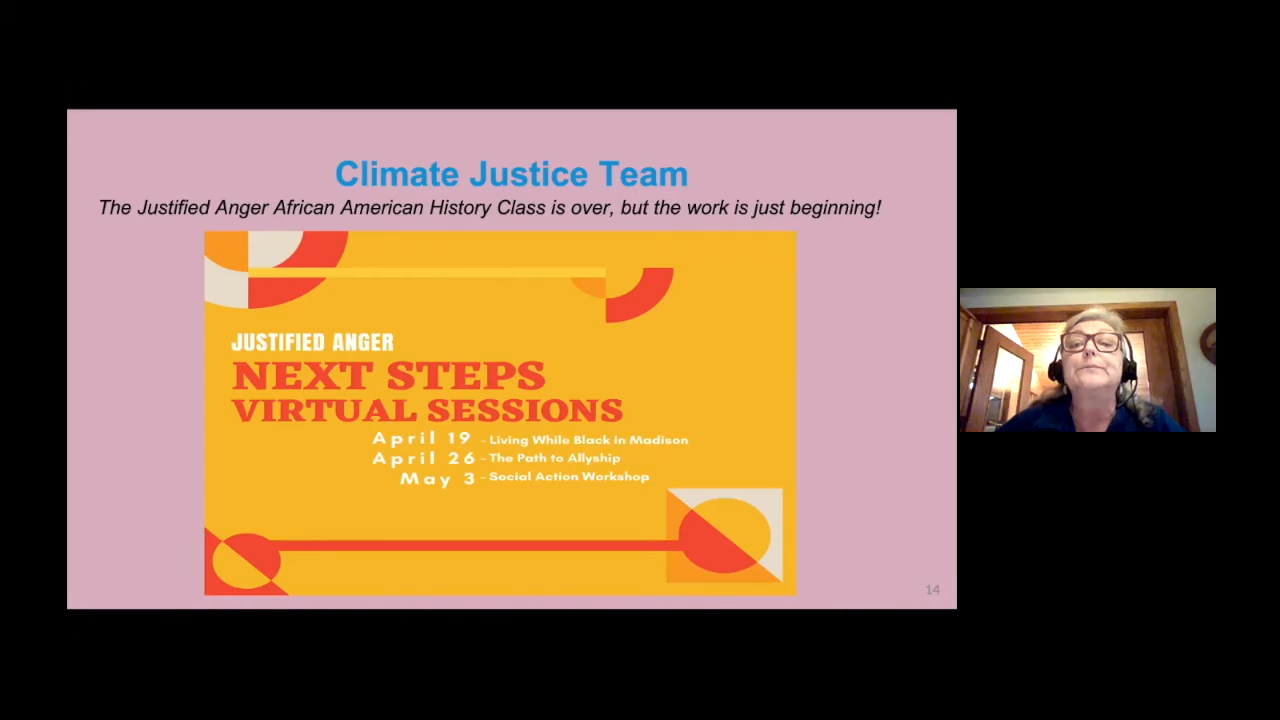 Climate Justice Team
The Justified Anger African American History Class is over, but the work is just beginning!
JUSTIFIED ANGER
NEXT STEPS
VIRTUAL SESSIONS
April 19 - Living While Black in Madison
April 26 - The Path to Allyship
May 3 - Social Action Workshop
14